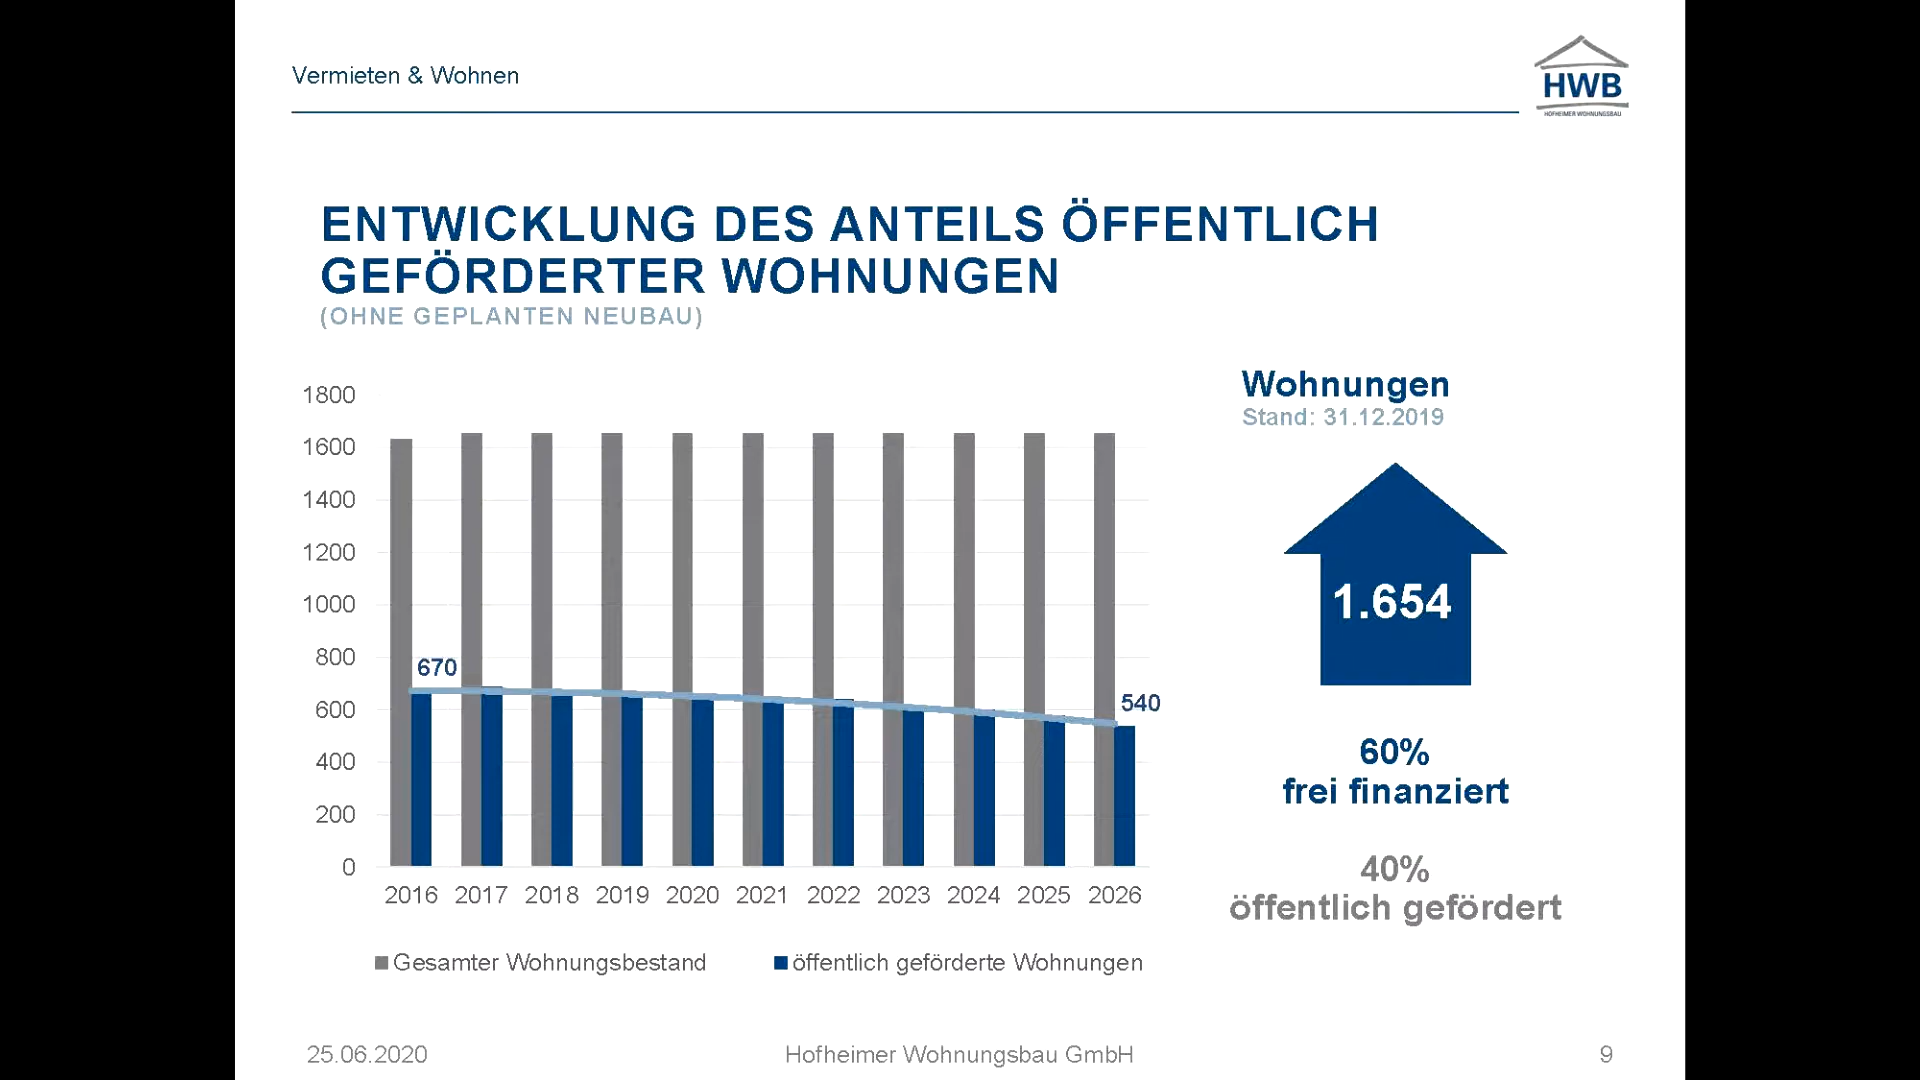 Vermieten & Wohnen
HWB
HOFHEIMER WOHNUNGSBAU
ENTWICKLUNG DES ANTEILS ÖFFENTLICH
GEFÖRDERTER WOHNUNGEN
(OHNE GEPLANTEN NEUBAU)
1800
1600
1400
1200
1000
800
600
400
200
0
670
540
2016 2017 2018 2019 2020 2021 2022 2023 2024 2025 2026
Gesamter Wohnungsbestand
öffentlich geförderte Wohnungen
Wohnungen
Stand: 31.12.2019
1.654
60%
frei finanziert
40%
öffentlich gefördert
25.06.2020
Hofheimer Wohnungsbau GmbH
9